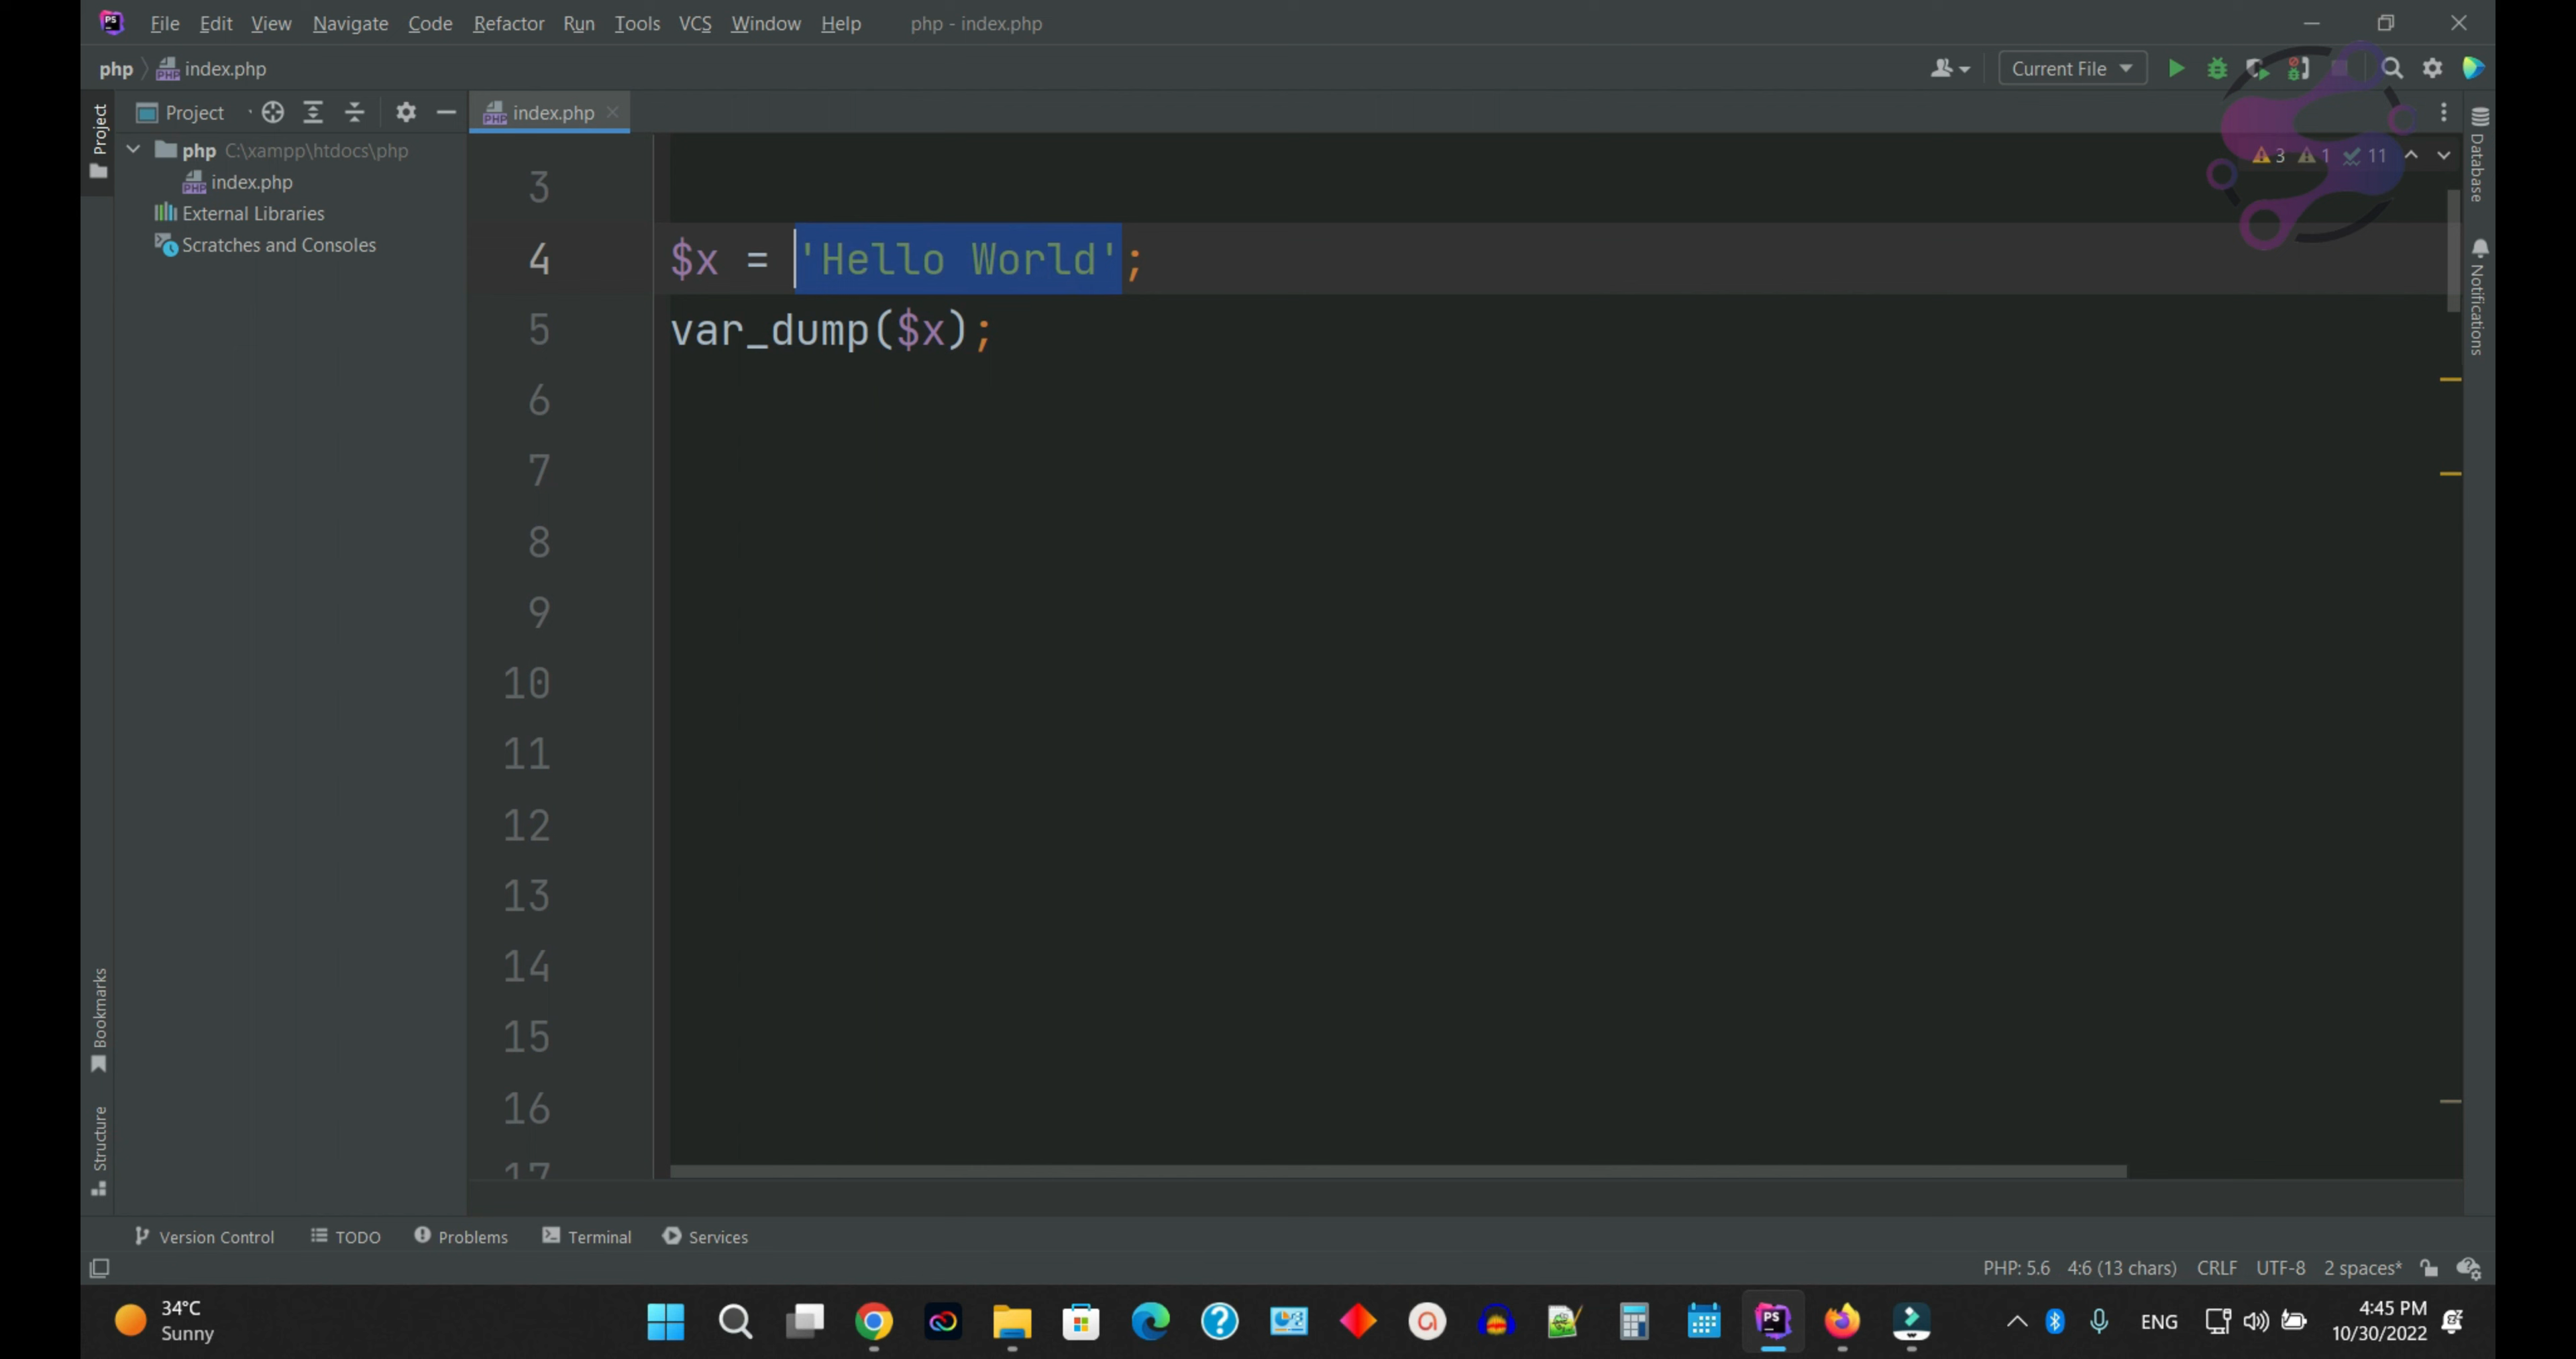 File Edit View Navigate Code Refactor Run Tools VCS Window Help php - index.php
php index.php Current File
Project index.php
Project
php C:\xampp\htdocs\php
index.php
External Libraries
Scratches and Consoles
3 1 11
Database
Notifications
3
4 $x = 'Hello World';
5 var_dump($x);
6
7
8
9
10
11
12
13
14
15
16
17
Bookmarks
Structure
Version Control TODO Problems Terminal Services
PHP: 5.6 4:6 (13 chars) CRLF UTF-8 2 spaces*
34°C
Sunny
ENG
4:45 PM
10/30/2022